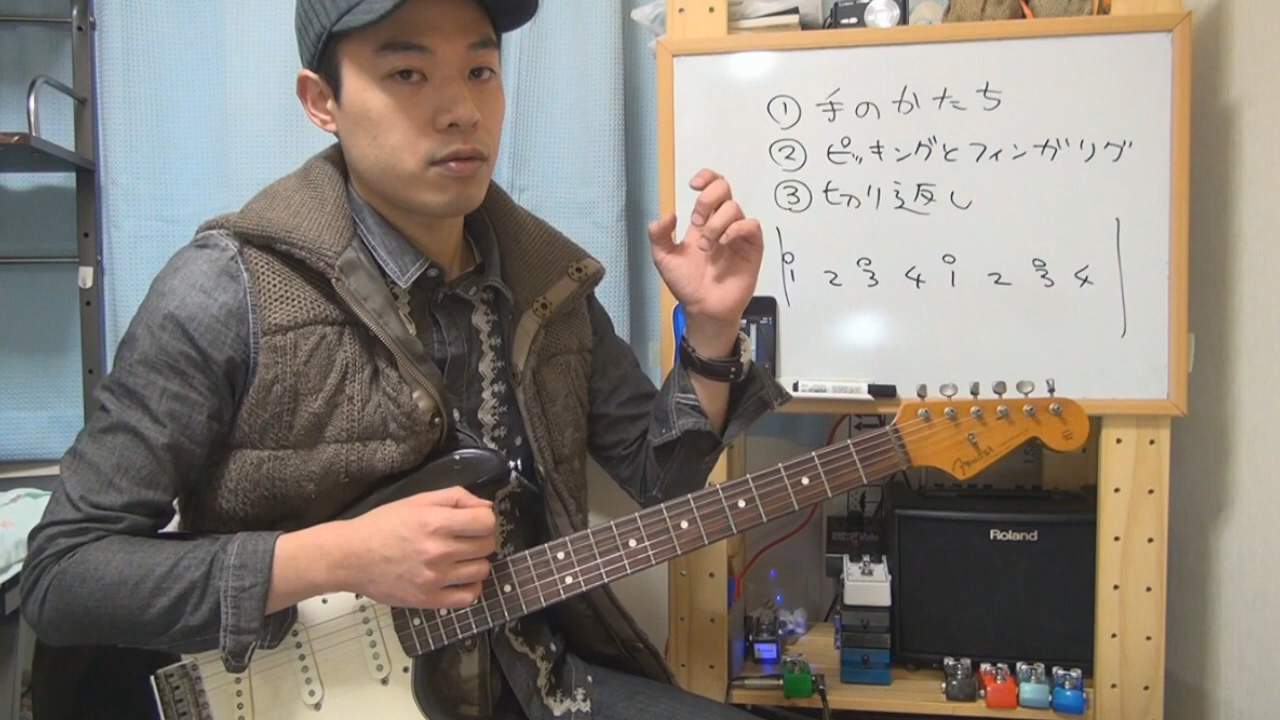 ① 手のかたち
② ピッキングとフィンガリグ
③ 切り返し
1 2 3 4 1 2 3 4
Fender
Roland